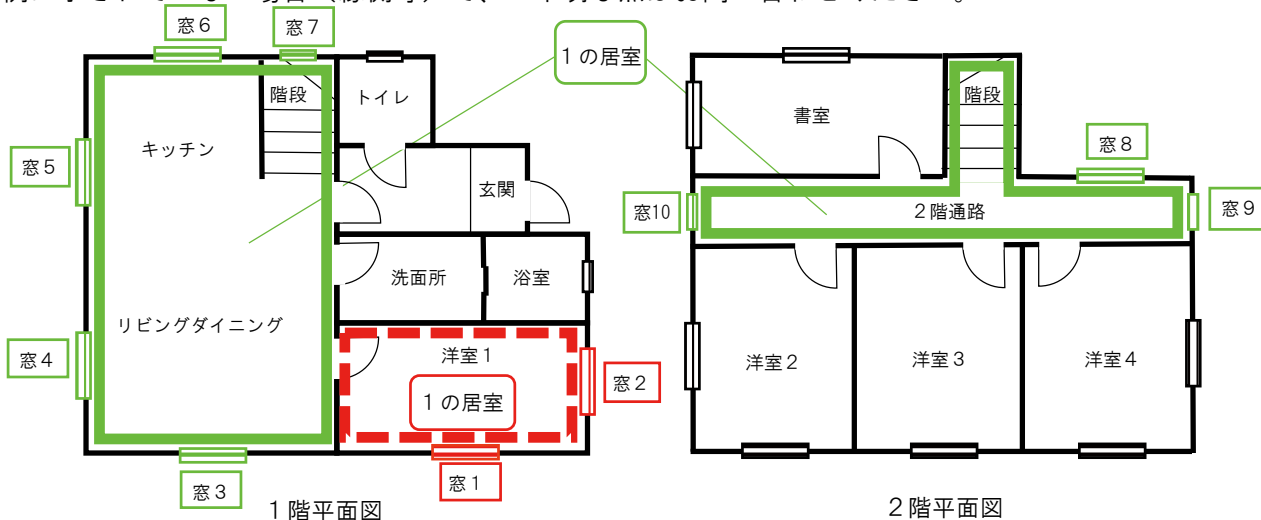 窓6
窓7
1の居室
階段
トイレ
キッチン
窓5
玄関
洗面所
浴室
リビングダイニング
窓4
洋室1
1の居室
窓2
窓3
窓1
1階平面図
書室
階段
窓8
窓10
2階通路
窓9
洋室2
洋室3
洋室4
2階平面図